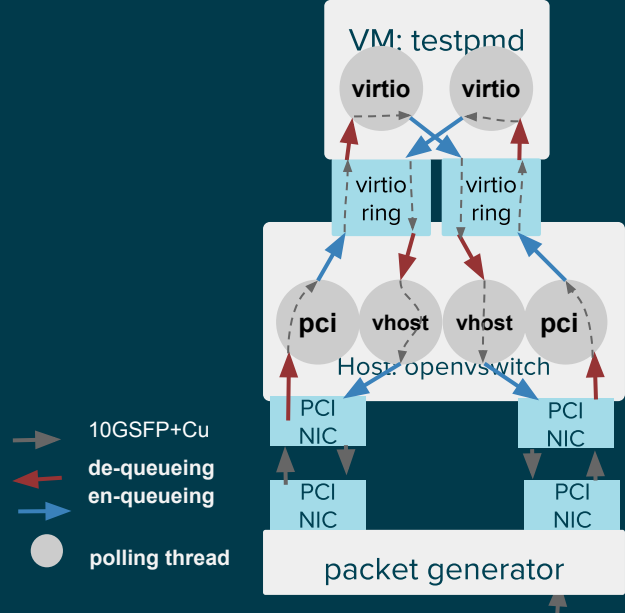 VM: testpmd
virtio
virtio
virtio
ring
virtio
ring
pci
vhost
vhost
pci
Host: openvswitch
PCI
NIC
PCI
NIC
10GSFP+Cu
de-queueing
en-queueing
polling thread
PCI
NIC
PCI
NIC
packet generator